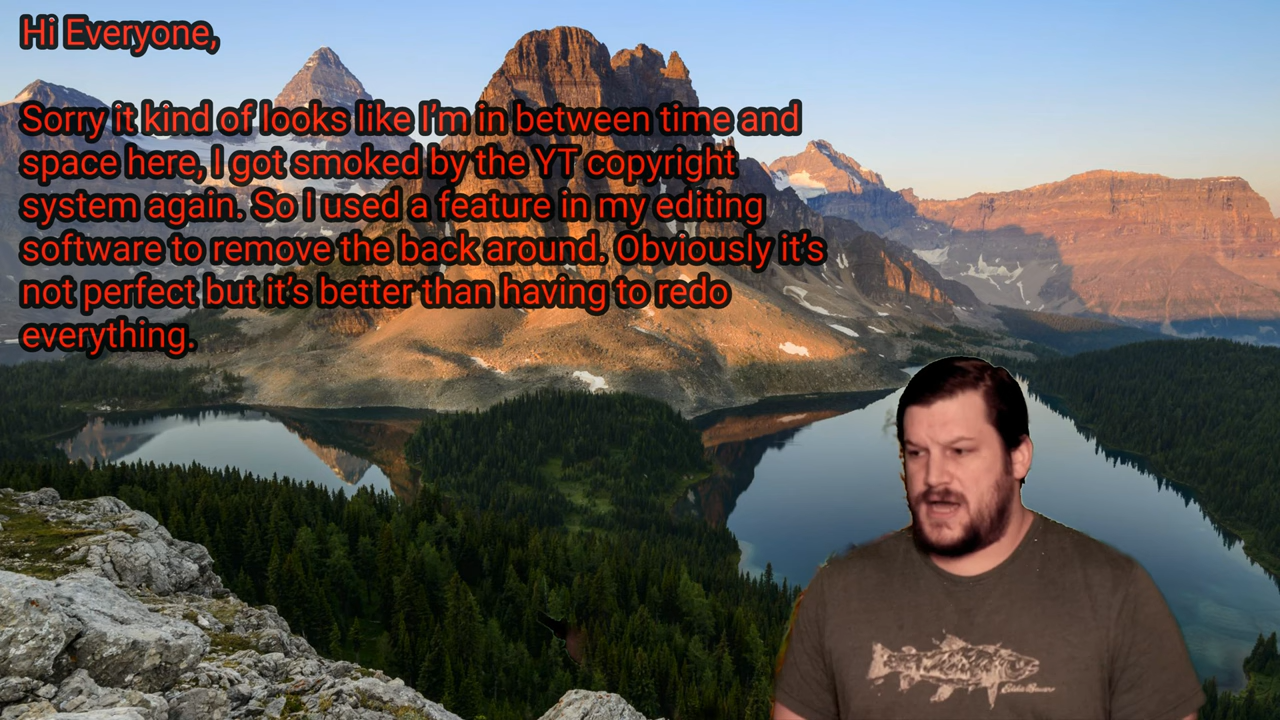 Hi Everyone,
Sorry it kind of looks like I'm in between time and
space here, I got smoked by the YT copyright
system again. So I used a feature in my editing
software to remove the back around. Obviously it's
not perfect but it's better than having to redo
everything.
Eddie Bauer